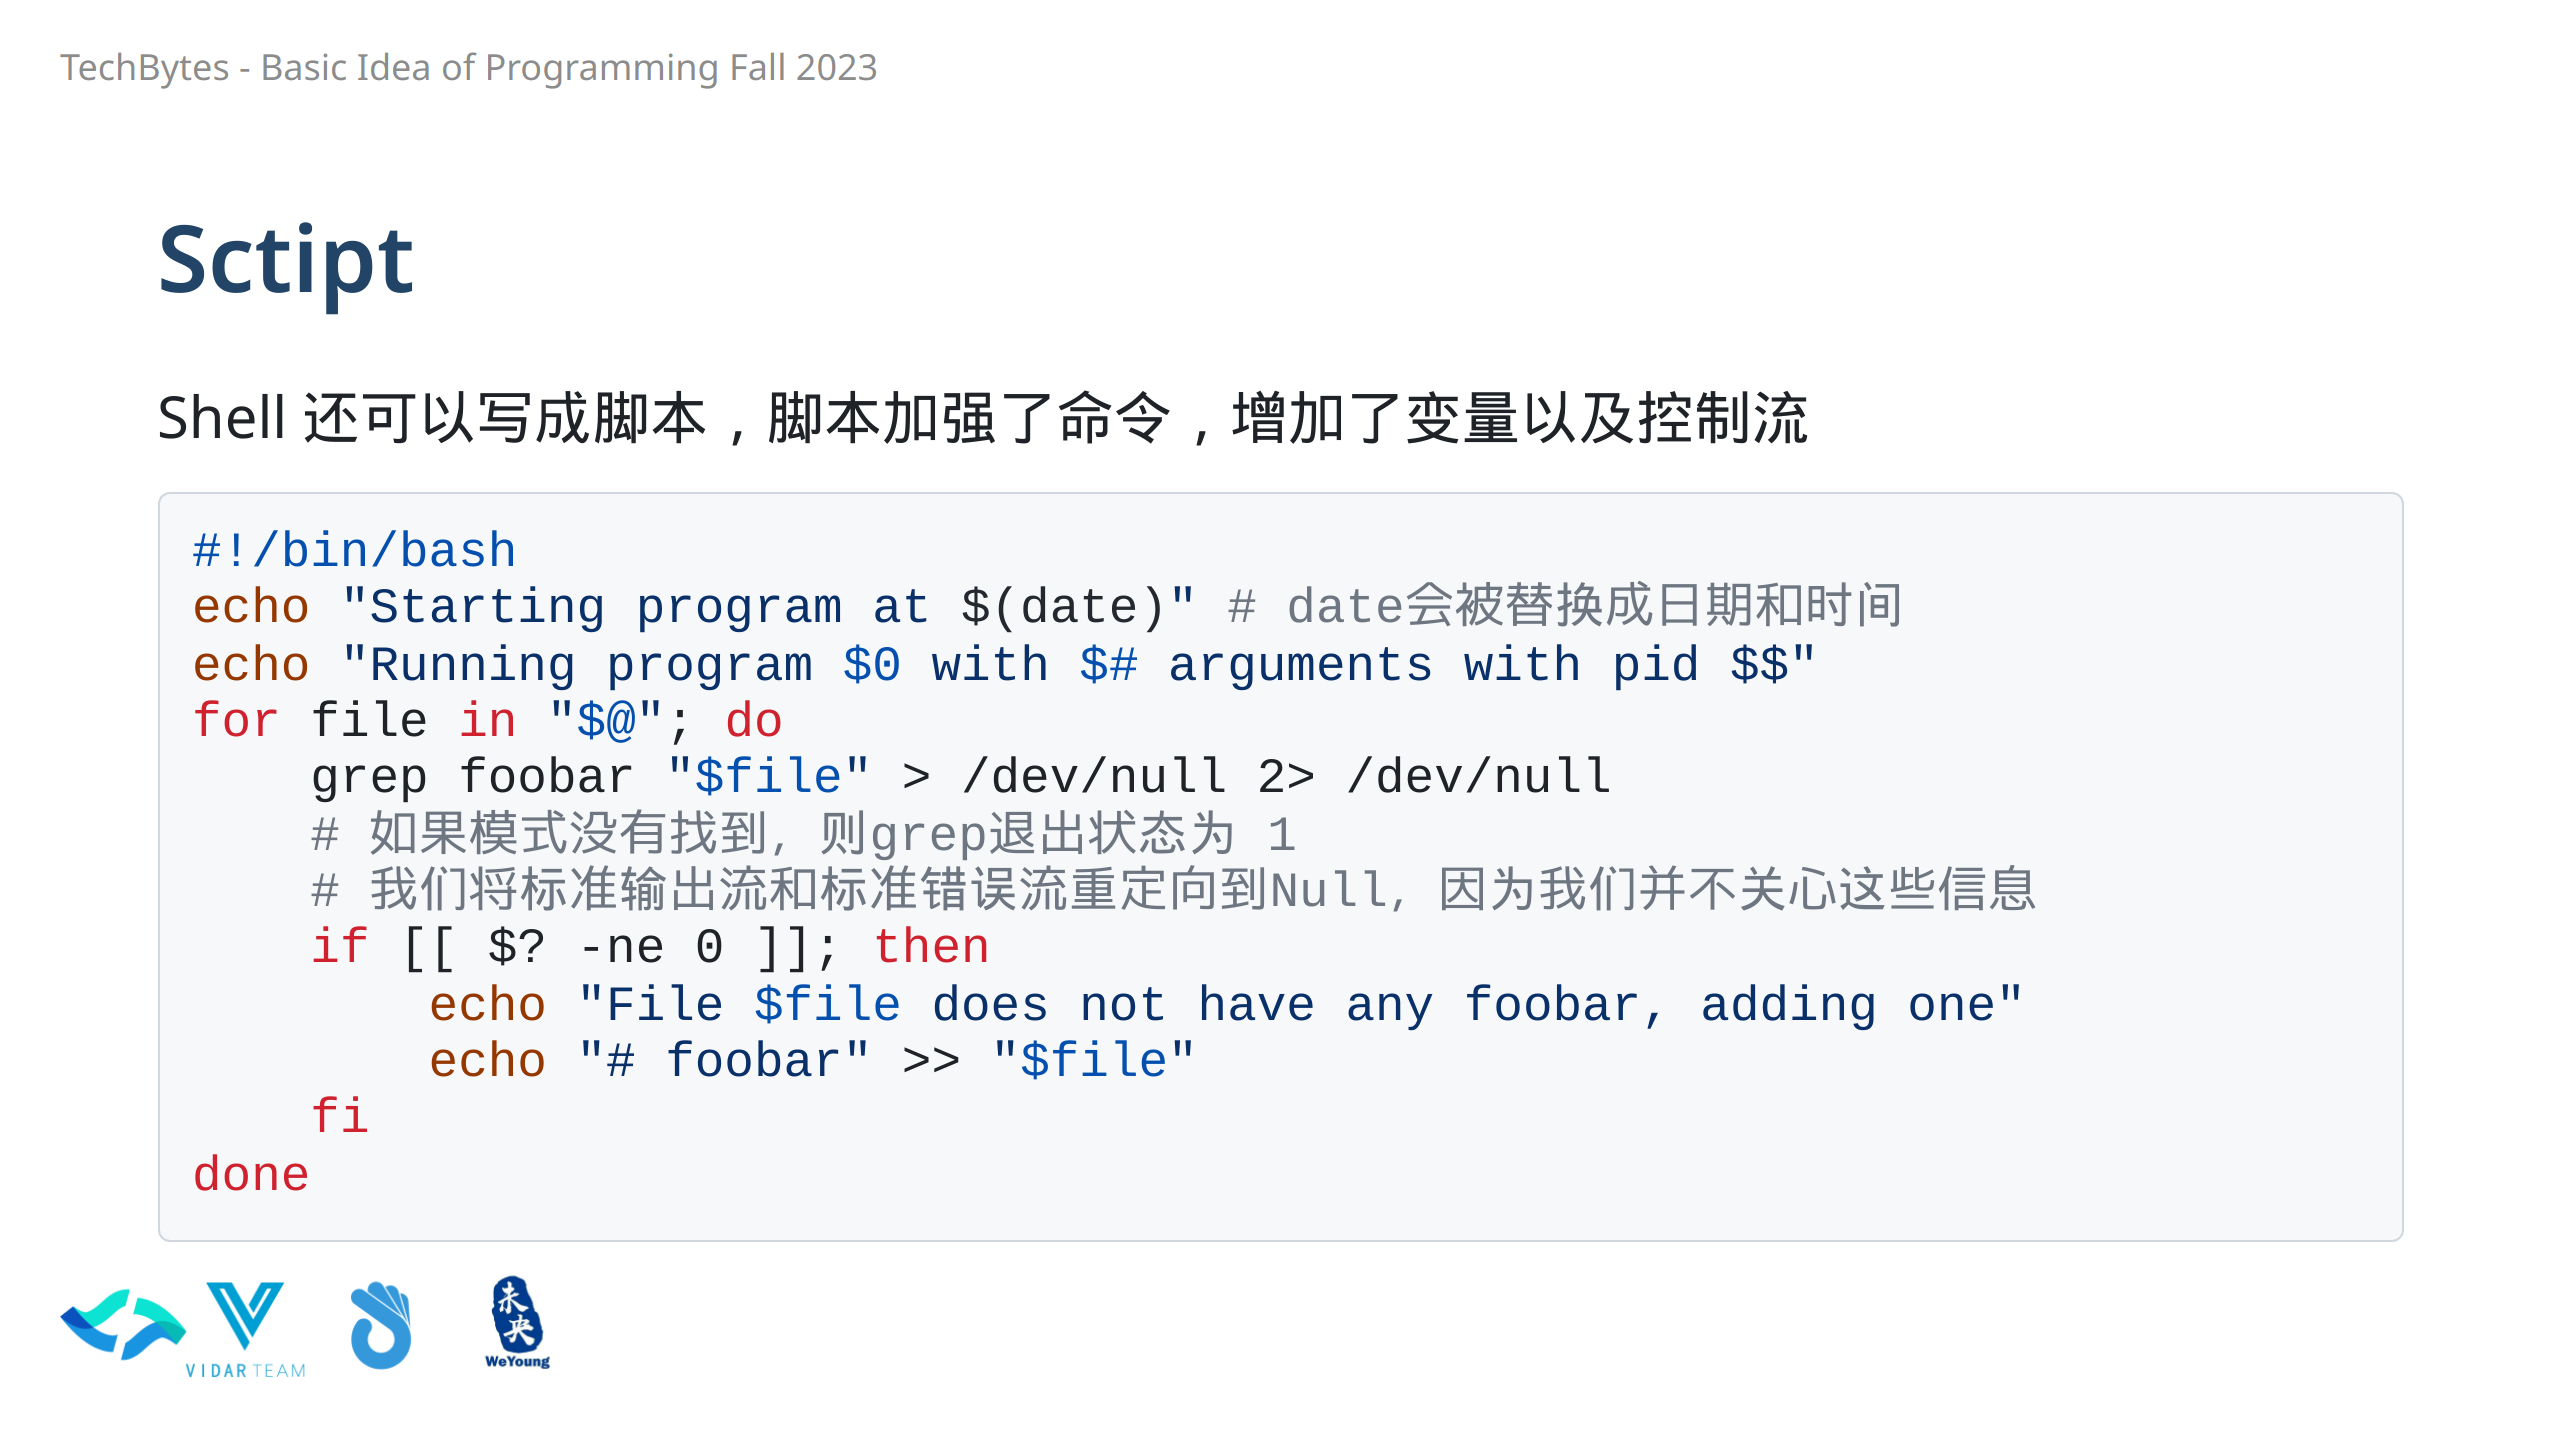 TechBytes - Basic Idea of Programming Fall 2023
Sctipt
Shell 还可以写成脚本，脚本加强了命令，增加了变量以及控制流
#!/bin/bash
echo "Starting program at $(date)" # date会被替换成日期和时间
echo "Running program $0 with $# arguments with pid $$"
for file in "$@"; do
    grep foobar "$file" > /dev/null 2> /dev/null
    # 如果模式没有找到，则grep退出状态为 1
    # 我们将标准输出流和标准错误流重定向到Null，因为我们并不关心这些信息
    if [[ $? -ne 0 ]]; then
        echo "File $file does not have any foobar, adding one"
        echo "# foobar" >> "$file"
    fi
done
VIDAR TEAM
未央
WeYoung